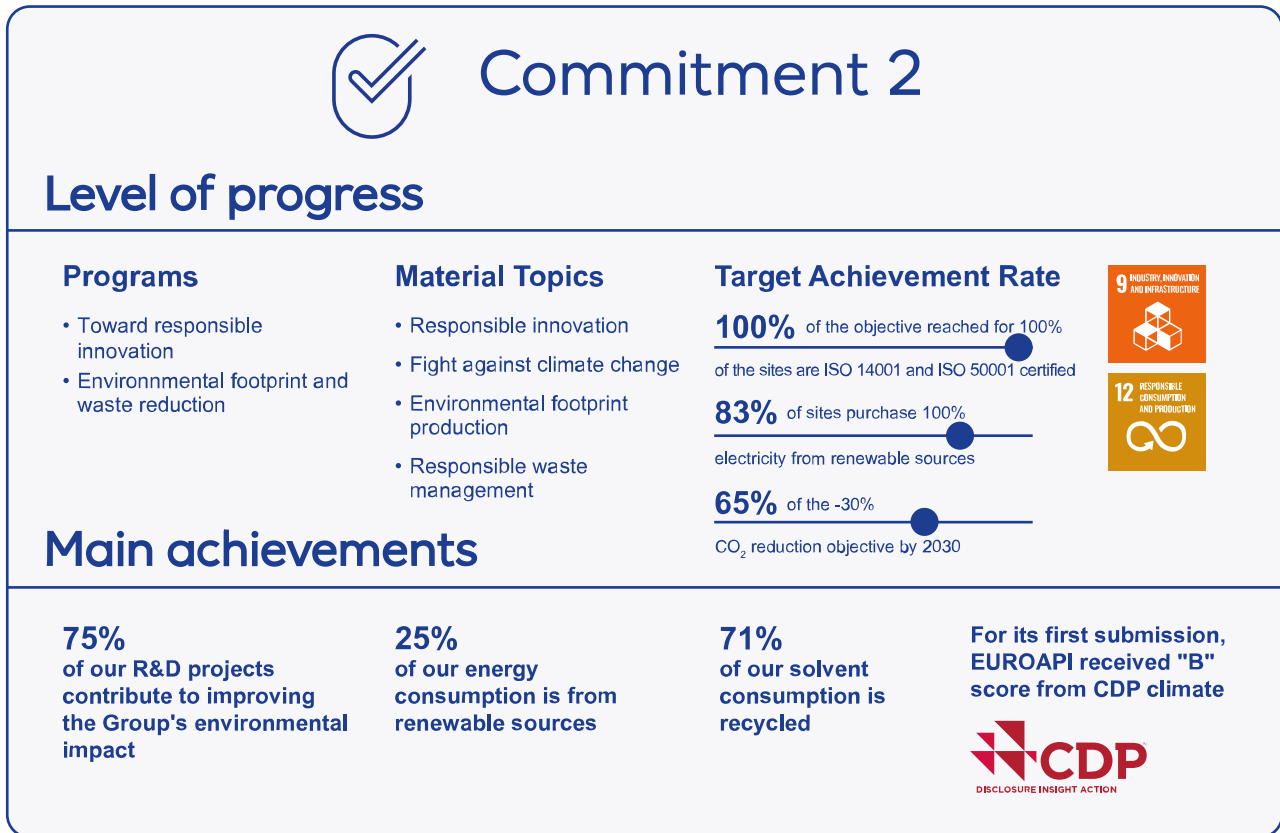 Commitment 2
Level of progress
Programs
• Toward responsible
innovation
• Environnmental footprint and
waste reduction
Material Topics
• Responsible innovation
• Fight against climate change
• Environmental footprint
production
• Responsible waste
management
Target Achievement Rate
100% of the objective reached for 100%
of the sites are ISO 14001 and ISO 50001 certified
83% of sites purchase 100%
electricity from renewable sources
65% of the -30%
CO₂ reduction objective by 2030
9 INDUSTRY, INNOVATION
AND INFRASTRUCTURE
12 RESPONSIBLE
CONSUMPTION
AND PRODUCTION
Main achievements
75%
of our R&D projects
contribute to improving
the Group's environmental
impact
25%
of our energy
consumption is from
renewable sources
71%
of our solvent
consumption is
recycled
For its first submission,
EUROAPI received "B"
score from CDP climate
CDP
DISCLOSURE INSIGHT ACTION